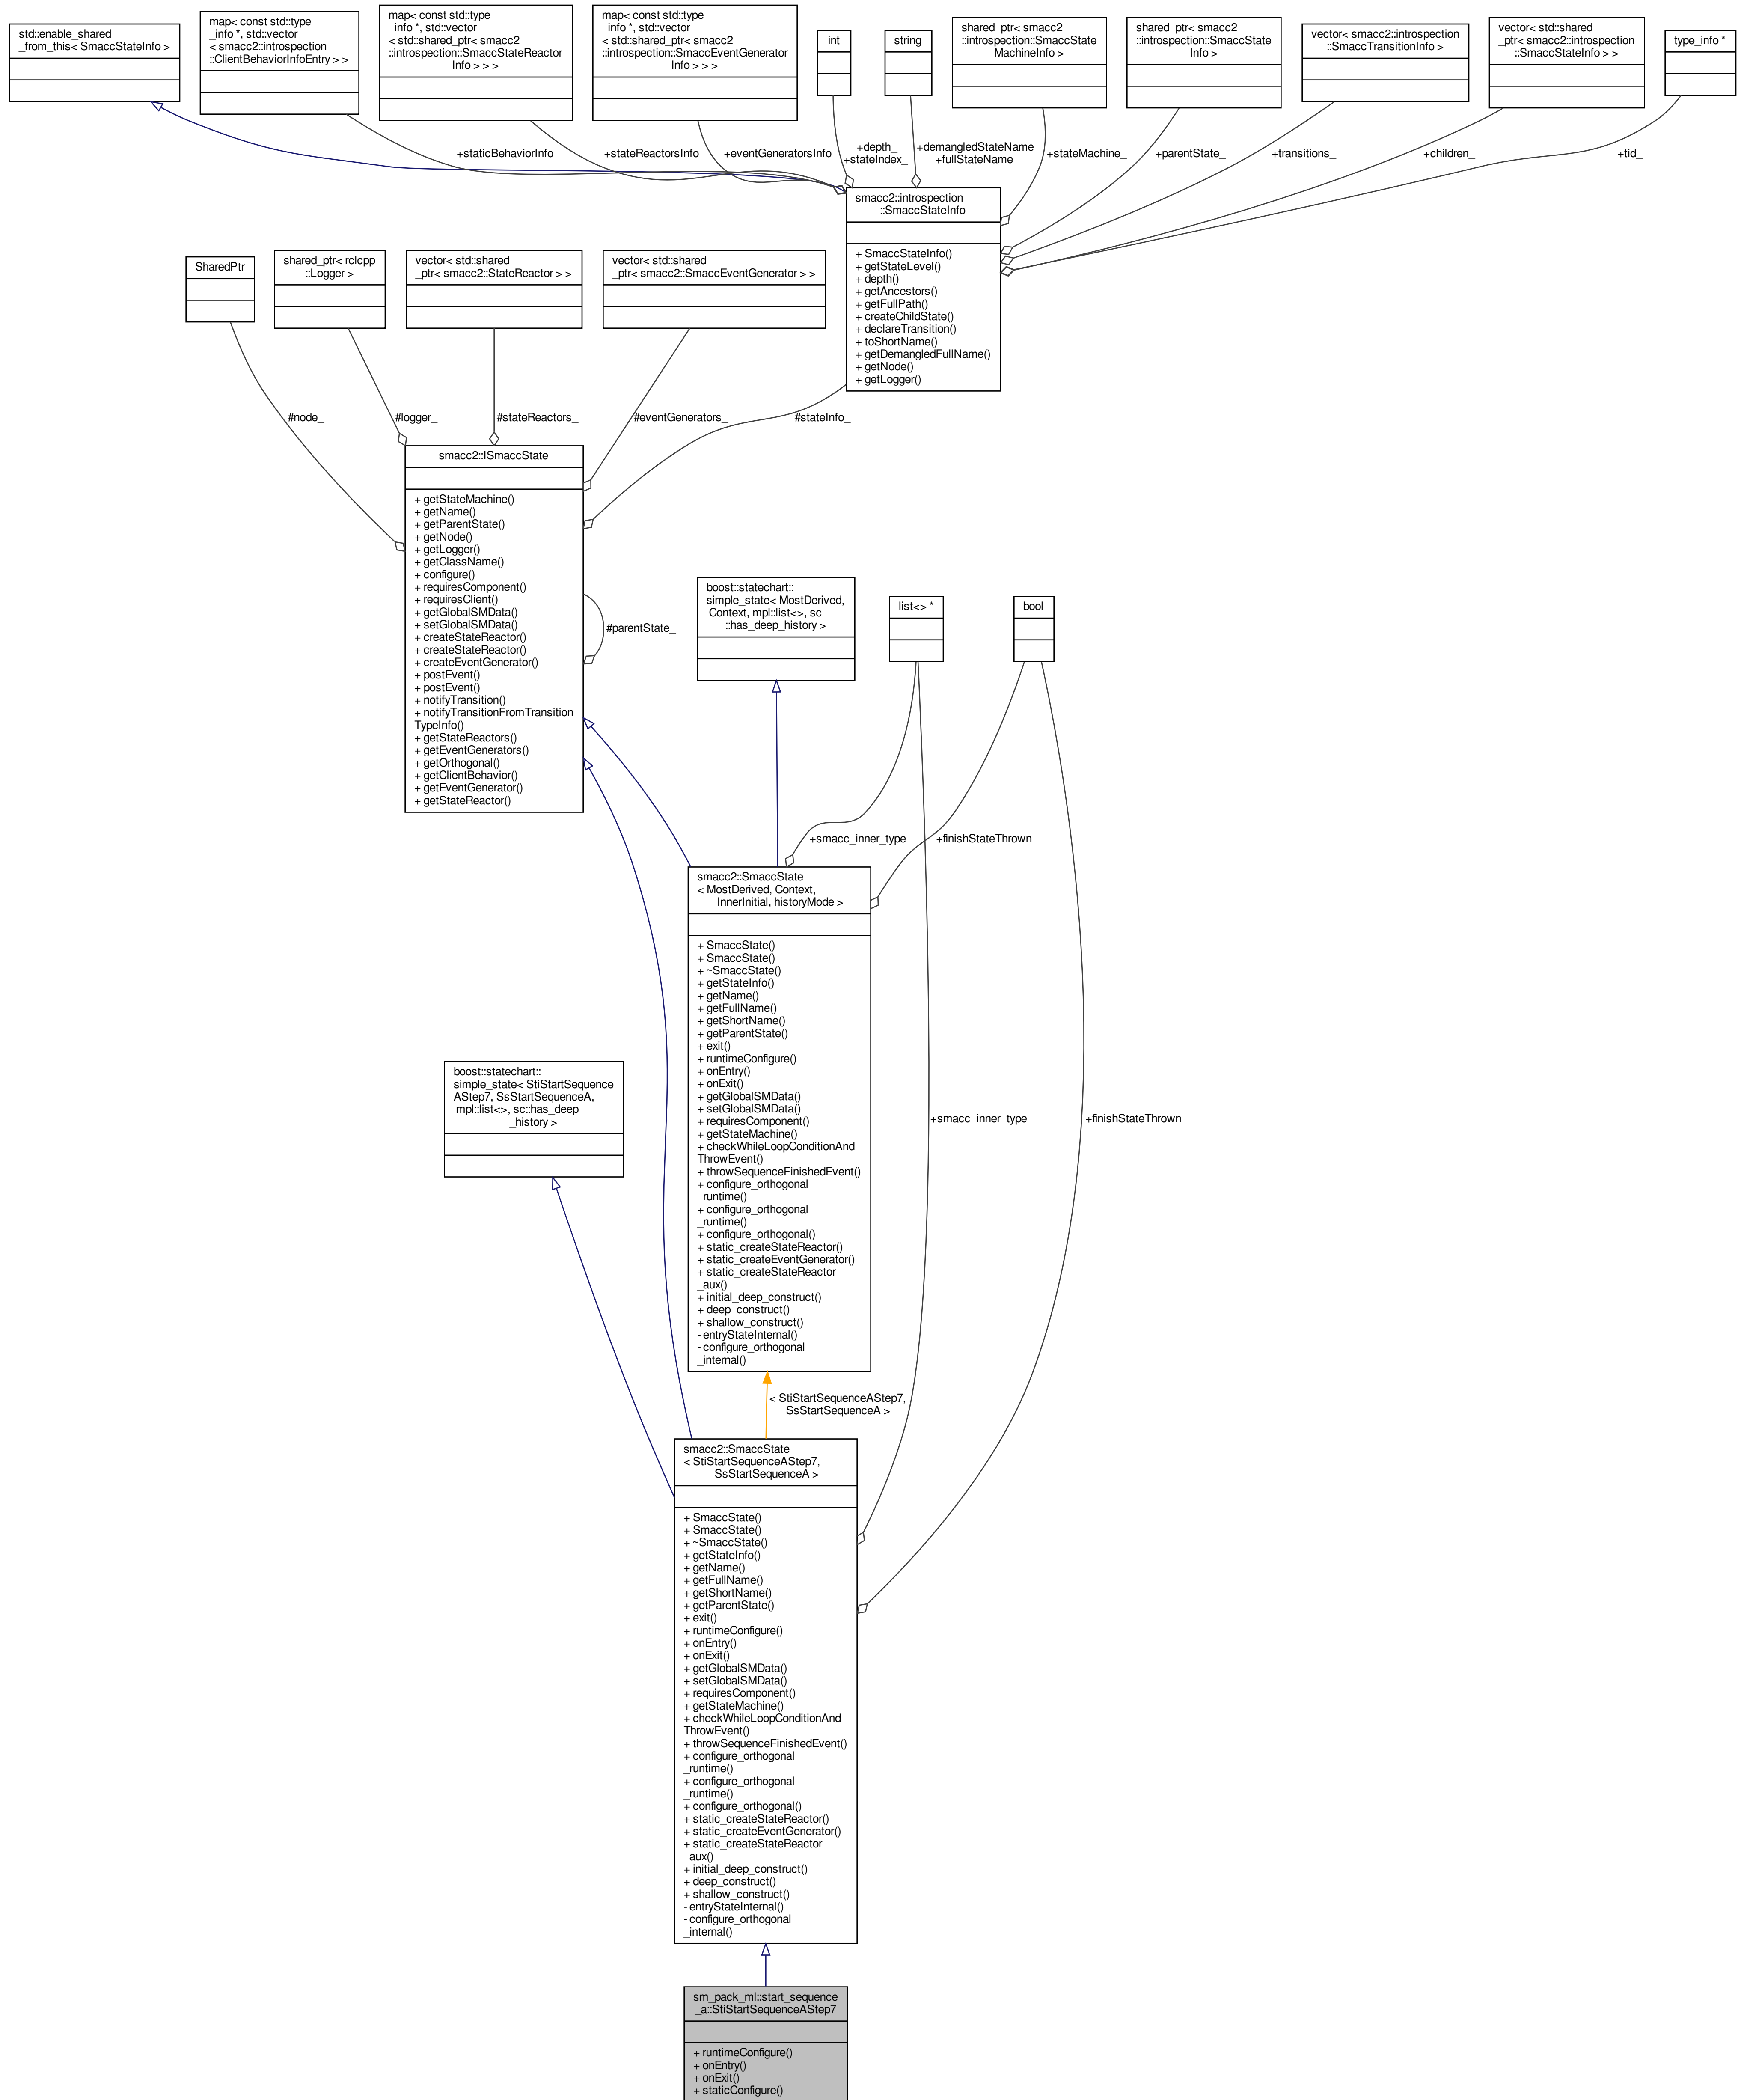 std::enable_shared
_from_this< SmaccStateInfo >
map< const std::type
_info *, std::vector
< smacc2::introspection
::ClientBehaviorInfoEntry > >
map< const std::type
_info *, std::vector
< std::shared_ptr< smacc2
::introspection::SmaccStateReactor
Info > > >
map< const std::type
_info *, std::vector
< std::shared_ptr< smacc2
::introspection::SmaccEventGenerator
Info > > >
int
string
shared_ptr< smacc2
::introspection::SmaccState
MachineInfo >
shared_ptr< smacc2
::introspection::SmaccState
Info >
vector< smacc2::introspection
::SmaccTransitionInfo >
vector< std::shared
_ptr< smacc2::introspection
::SmaccStateInfo > >
type_info *
+staticBehaviorInfo
+stateReactorsInfo
+eventGeneratorsInfo
+depth_
+stateIndex_
+demangledStateName
+fullStateName
+stateMachine_
+parentState_
+transitions_
+children_
+tid_
smacc2::introspection
::SmaccStateInfo
+ SmaccStateInfo()
+ getStateLevel()
+ depth()
+ getAncestors()
+ getFullPath()
+ createChildState()
+ declareTransition()
+ toShortName()
+ getDemangledFullName()
+ getNode()
+ getLogger()
SharedPtr
shared_ptr< rclcpp
::Logger >
vector< std::shared
_ptr< smacc2::StateReactor > >
vector< std::shared
_ptr< smacc2::SmaccEventGenerator > >
#node_
#logger_
#stateReactors_
#eventGenerators_
#stateInfo_
smacc2::ISmaccState
+ getStateMachine()
+ getName()
+ getParentState()
+ getNode()
+ getLogger()
+ getClassName()
+ configure()
+ requiresComponent()
+ requiresClient()
+ getGlobalSMData()
+ setGlobalSMData()
+ createStateReactor()
+ createStateReactor()
+ createEventGenerator()
+ postEvent()
+ postEvent()
+ notifyTransition()
+ notifyTransitionFromTransition
TypeInfo()
+ getStateReactors()
+ getEventGenerators()
+ getOrthogonal()
+ getClientBehavior()
+ getEventGenerator()
+ getStateReactor()
#parentState_
boost::statechart::
simple_state< MostDerived,
Context, mpl::list<>, sc
::has_deep_history >
list<> *
bool
+smacc_inner_type
+finishStateThrown
smacc2::SmaccState
< MostDerived, Context,
InnerInitial, historyMode >
+ SmaccState()
+ SmaccState()
+ ~SmaccState()
+ getStateInfo()
+ getName()
+ getFullName()
+ getShortName()
+ getParentState()
+ exit()
+ runtimeConfigure()
+ onEntry()
+ onExit()
+ getGlobalSMData()
+ setGlobalSMData()
+ requiresComponent()
+ getStateMachine()
+ checkWhileLoopConditionAnd
ThrowEvent()
+ throwSequenceFinishedEvent()
+ configure_orthogonal
_runtime()
+ configure_orthogonal
_runtime()
+ configure_orthogonal()
+ static_createStateReactor()
+ static_createEventGenerator()
+ static_createStateReactor
_aux()
+ initial_deep_construct()
+ deep_construct()
+ shallow_construct()
- entryStateInternal()
- configure_orthogonal
_internal()
boost::statechart::
simple_state< StiStartSequence
AStep7, SsStartSequenceA,
mpl::list<>, sc::has_deep
_history >
+smacc_inner_type
+finishStateThrown
< StiStartSequenceAStep7,
SsStartSequenceA >
smacc2::SmaccState
< StiStartSequenceAStep7,
SsStartSequenceA >
+ SmaccState()
+ SmaccState()
+ ~SmaccState()
+ getStateInfo()
+ getName()
+ getFullName()
+ getShortName()
+ getParentState()
+ exit()
+ runtimeConfigure()
+ onEntry()
+ onExit()
+ getGlobalSMData()
+ setGlobalSMData()
+ requiresComponent()
+ getStateMachine()
+ checkWhileLoopConditionAnd
ThrowEvent()
+ throwSequenceFinishedEvent()
+ configure_orthogonal
_runtime()
+ configure_orthogonal
_runtime()
+ configure_orthogonal()
+ static_createStateReactor()
+ static_createEventGenerator()
+ static_createStateReactor
_aux()
+ initial_deep_construct()
+ deep_construct()
+ shallow_construct()
- entryStateInternal()
- configure_orthogonal
_internal()
sm_pack_ml::start_sequence
_a::StiStartSequenceAStep7
+ runtimeConfigure()
+ onEntry()
+ onExit()
+ staticConfigure()